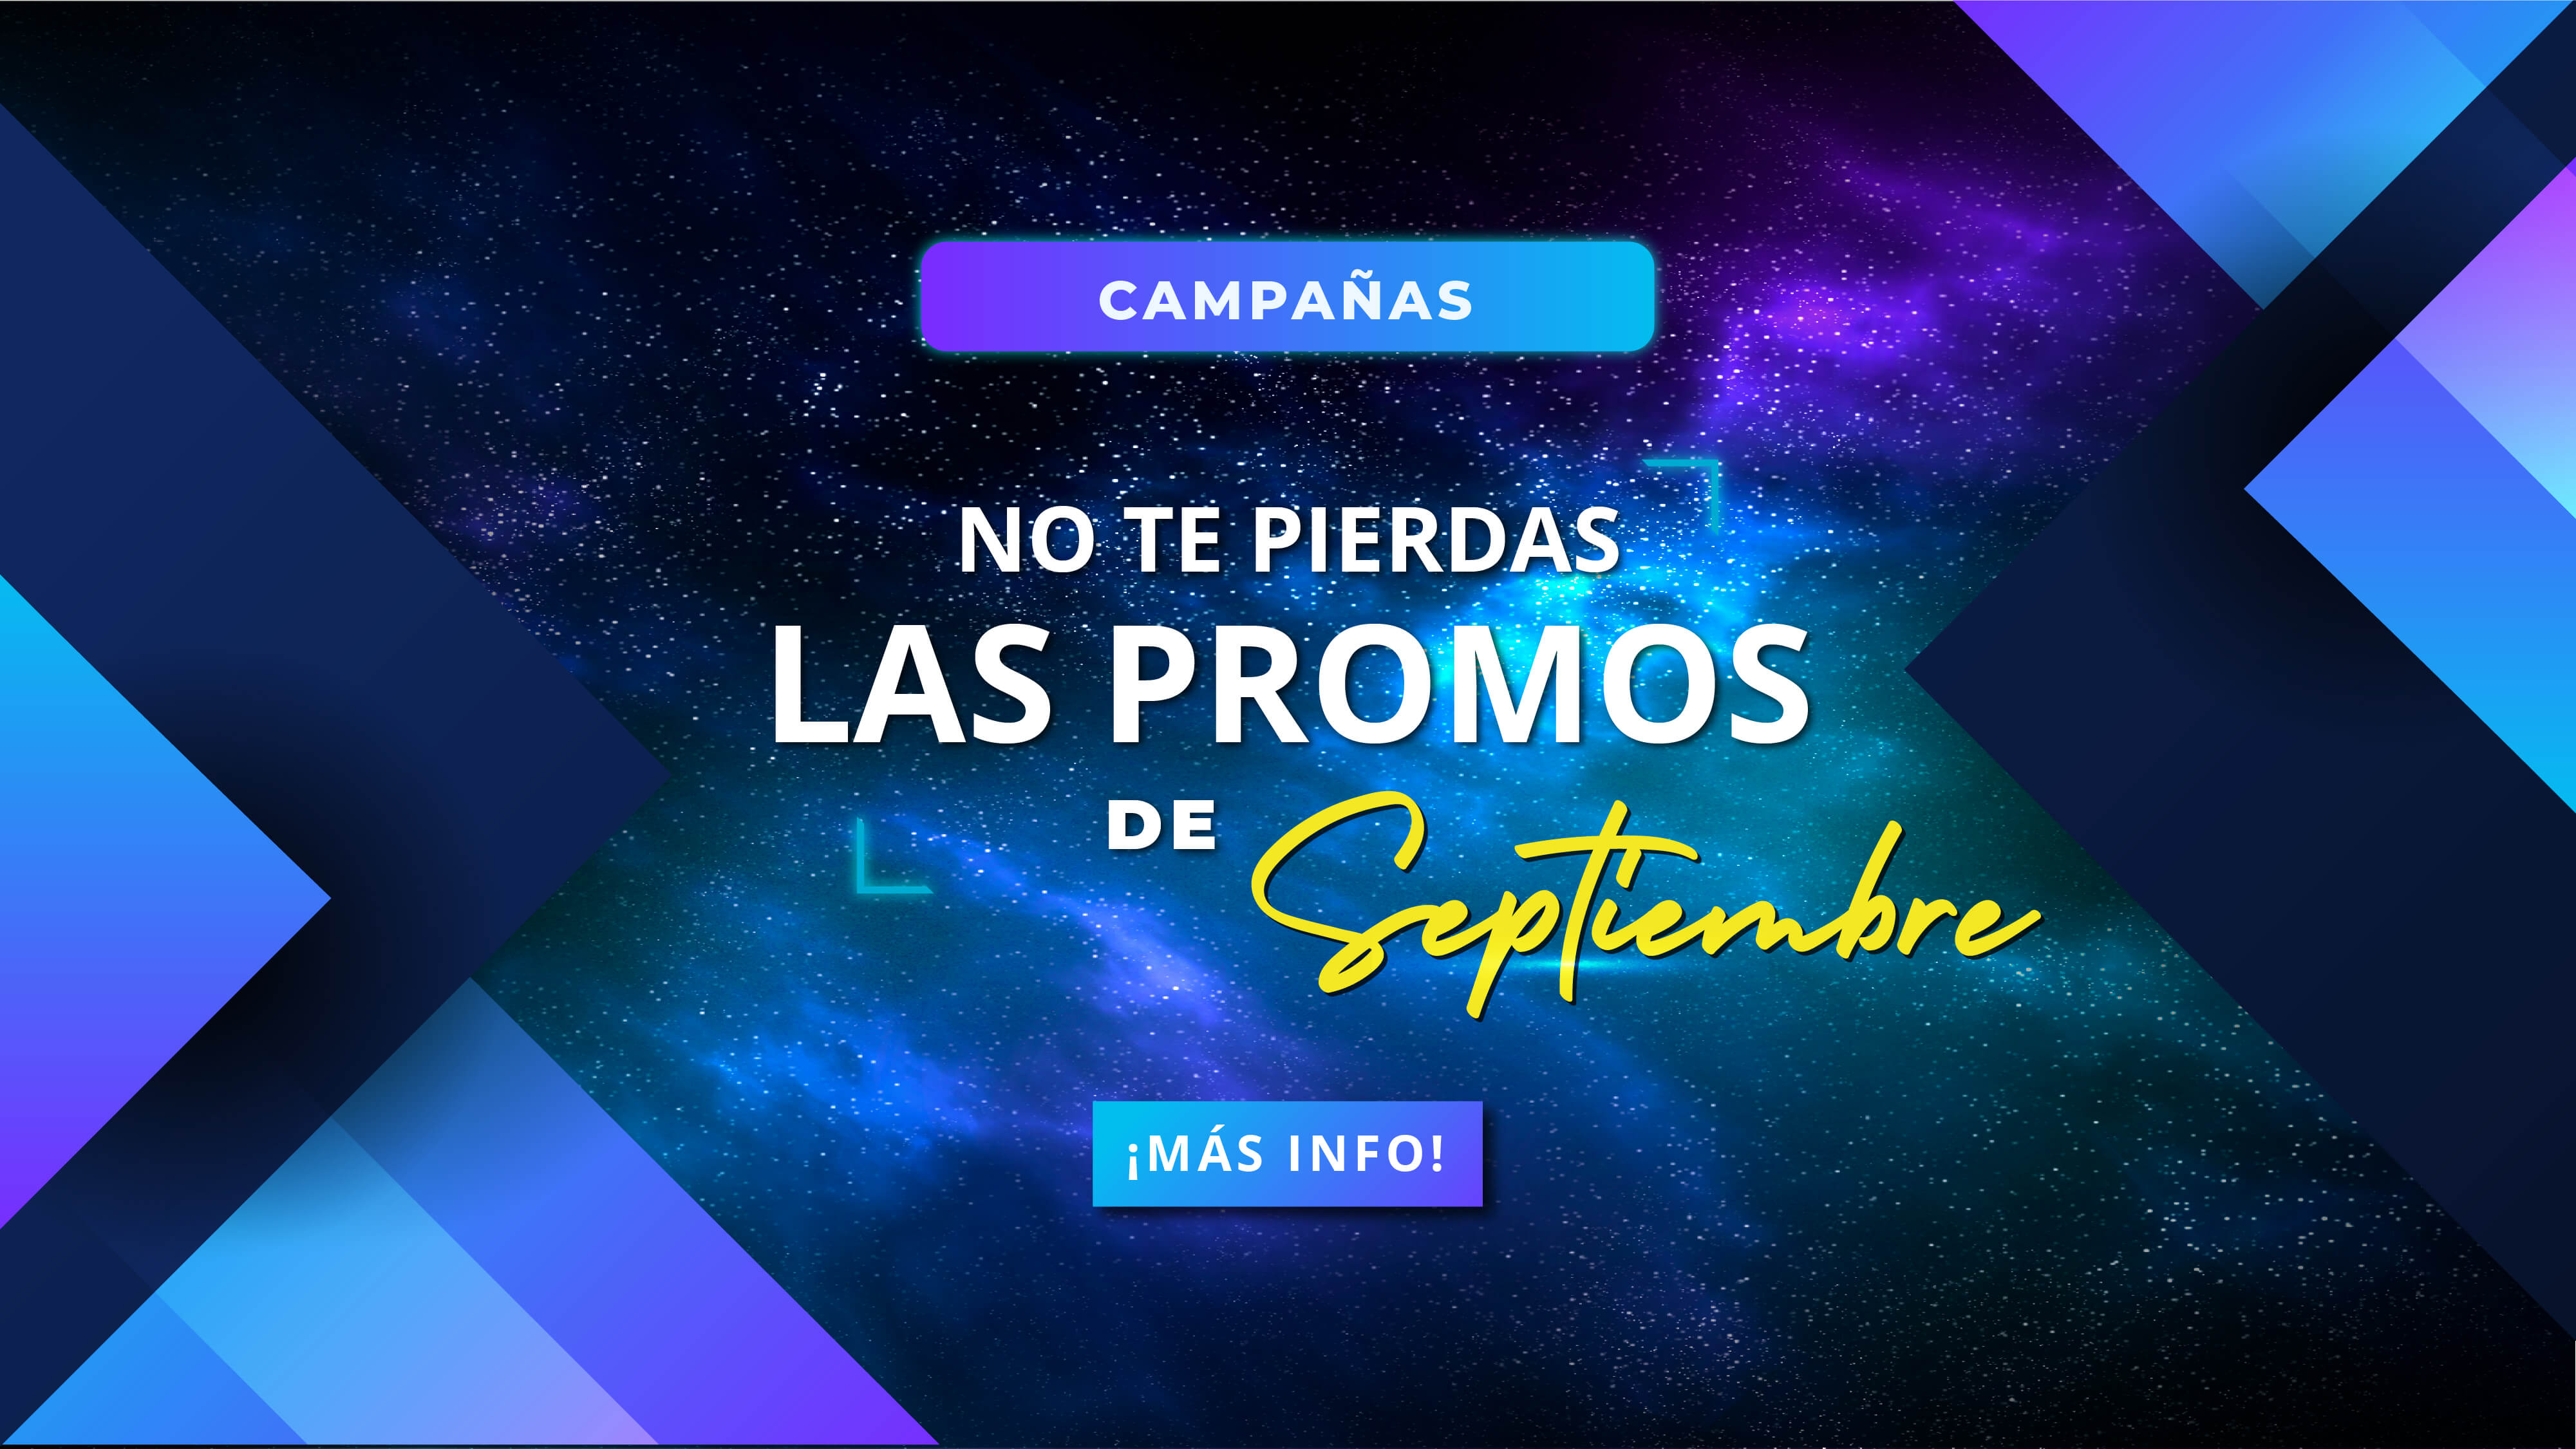 CAMPAÑAS
NO TE PIERDAS
LAS PROMOS
DE Septiembre
¡MÁS INFO!